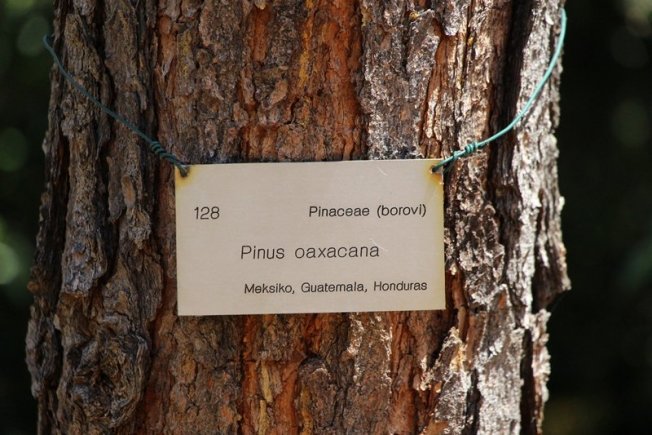 128 Pinaceae (borovi)
Pinus oaxacana
Meksiko, Guatemala, Honduras